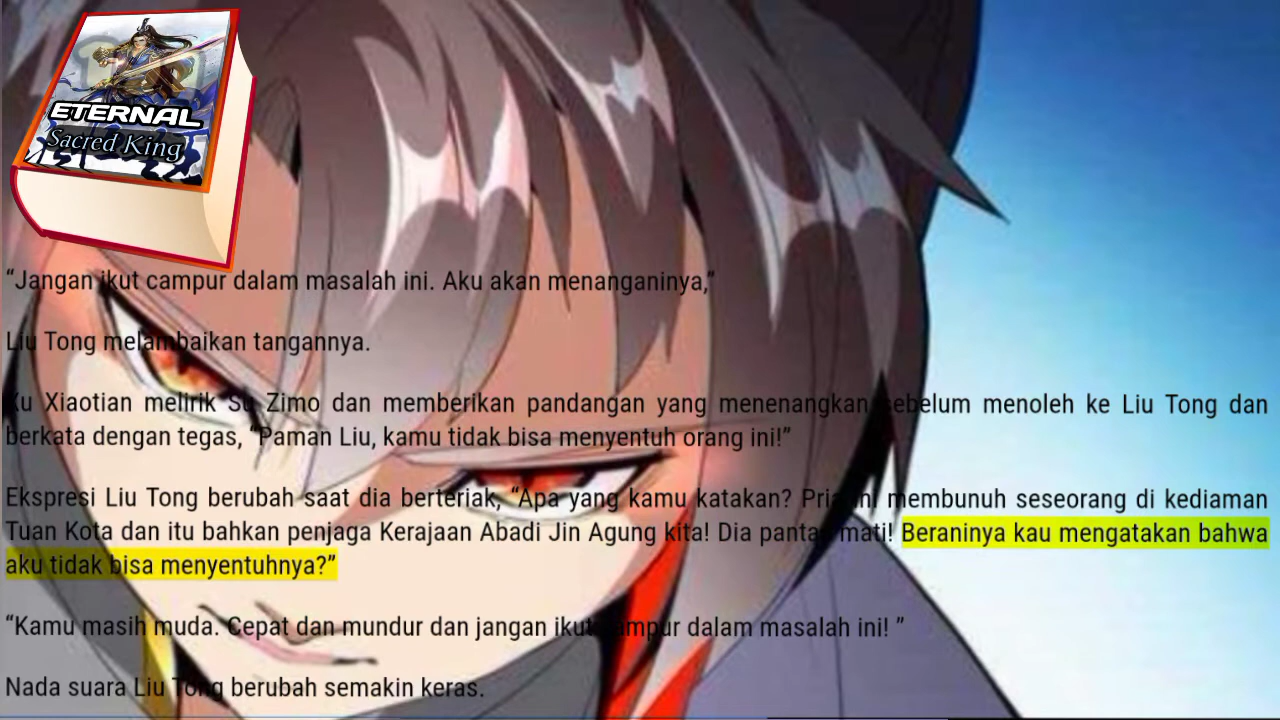 ETERNAL
Sacred King
“Jangan ikut campur dalam masalah ini. Aku akan menanganinya,”
Liu Tong melambaikan tangannya.
Xu Xiaotian melirik Su Zimo dan memberikan pandangan yang menenangkan sebelum menoleh ke Liu Tong dan
berkata dengan tegas, “Paman Liu, kamu tidak bisa menyentuh orang ini!”
Ekspresi Liu Tong berubah saat dia berteriak, “Apa yang kamu katakan? Pria ini membunuh seseorang di kediaman
Tuan Kota dan itu bahkan penjaga Kerajaan Abadi Jin Agung kita! Dia pantas mati! Beraninya kau mengatakan bahwa
aku tidak bisa menyentuhnya?”
“Kamu masih muda. Cepat dan mundur dan jangan ikut campur dalam masalah ini! ”
Nada suara Liu Tong berubah semakin keras.